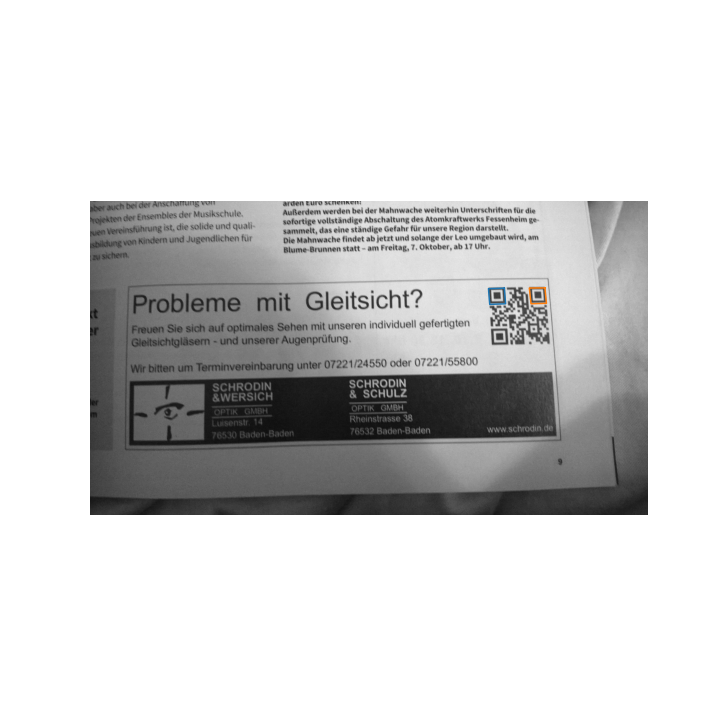 aber auch bei der Anschaffung von
Projekten der Ensembles der Musikschule.
Vereinsführung ist, die solide und quali-
von Kindern und Jugendlichen für
zu sichern.
arden Euro schenken!
Außerdem werden bei der Mahnwache weiterhin Unterschriften für die
sofortige vollständige Abschaltung des Atomkraftwerks Fessenheim ge-
sammelt, das eine ständige Gefahr für unsere Region darstellt.
Die Mahnwache findet ab jetzt und solange der Leo umgebaut wird, am
Blume-Brunnen statt – am Freitag, 7. Oktober, ab 17 Uhr.
Probleme mit Gleitsicht?
Freuen Sie sich auf optimales Sehen mit unseren individuell gefertigten
Gleitsichtgläsern - und unserer Augenprüfung.
Wir bitten um Terminvereinbarung unter 07221/24550 oder 07221/55800
SCHRODIN
&WERSICH
OPTIK GMBH
Luisenstr. 14
76530 Baden-Baden
SCHRODIN
& SCHULZ
OPTIK GMBH
Rheinstrasse 38
76532 Baden-Baden
www.schrodin.de
9